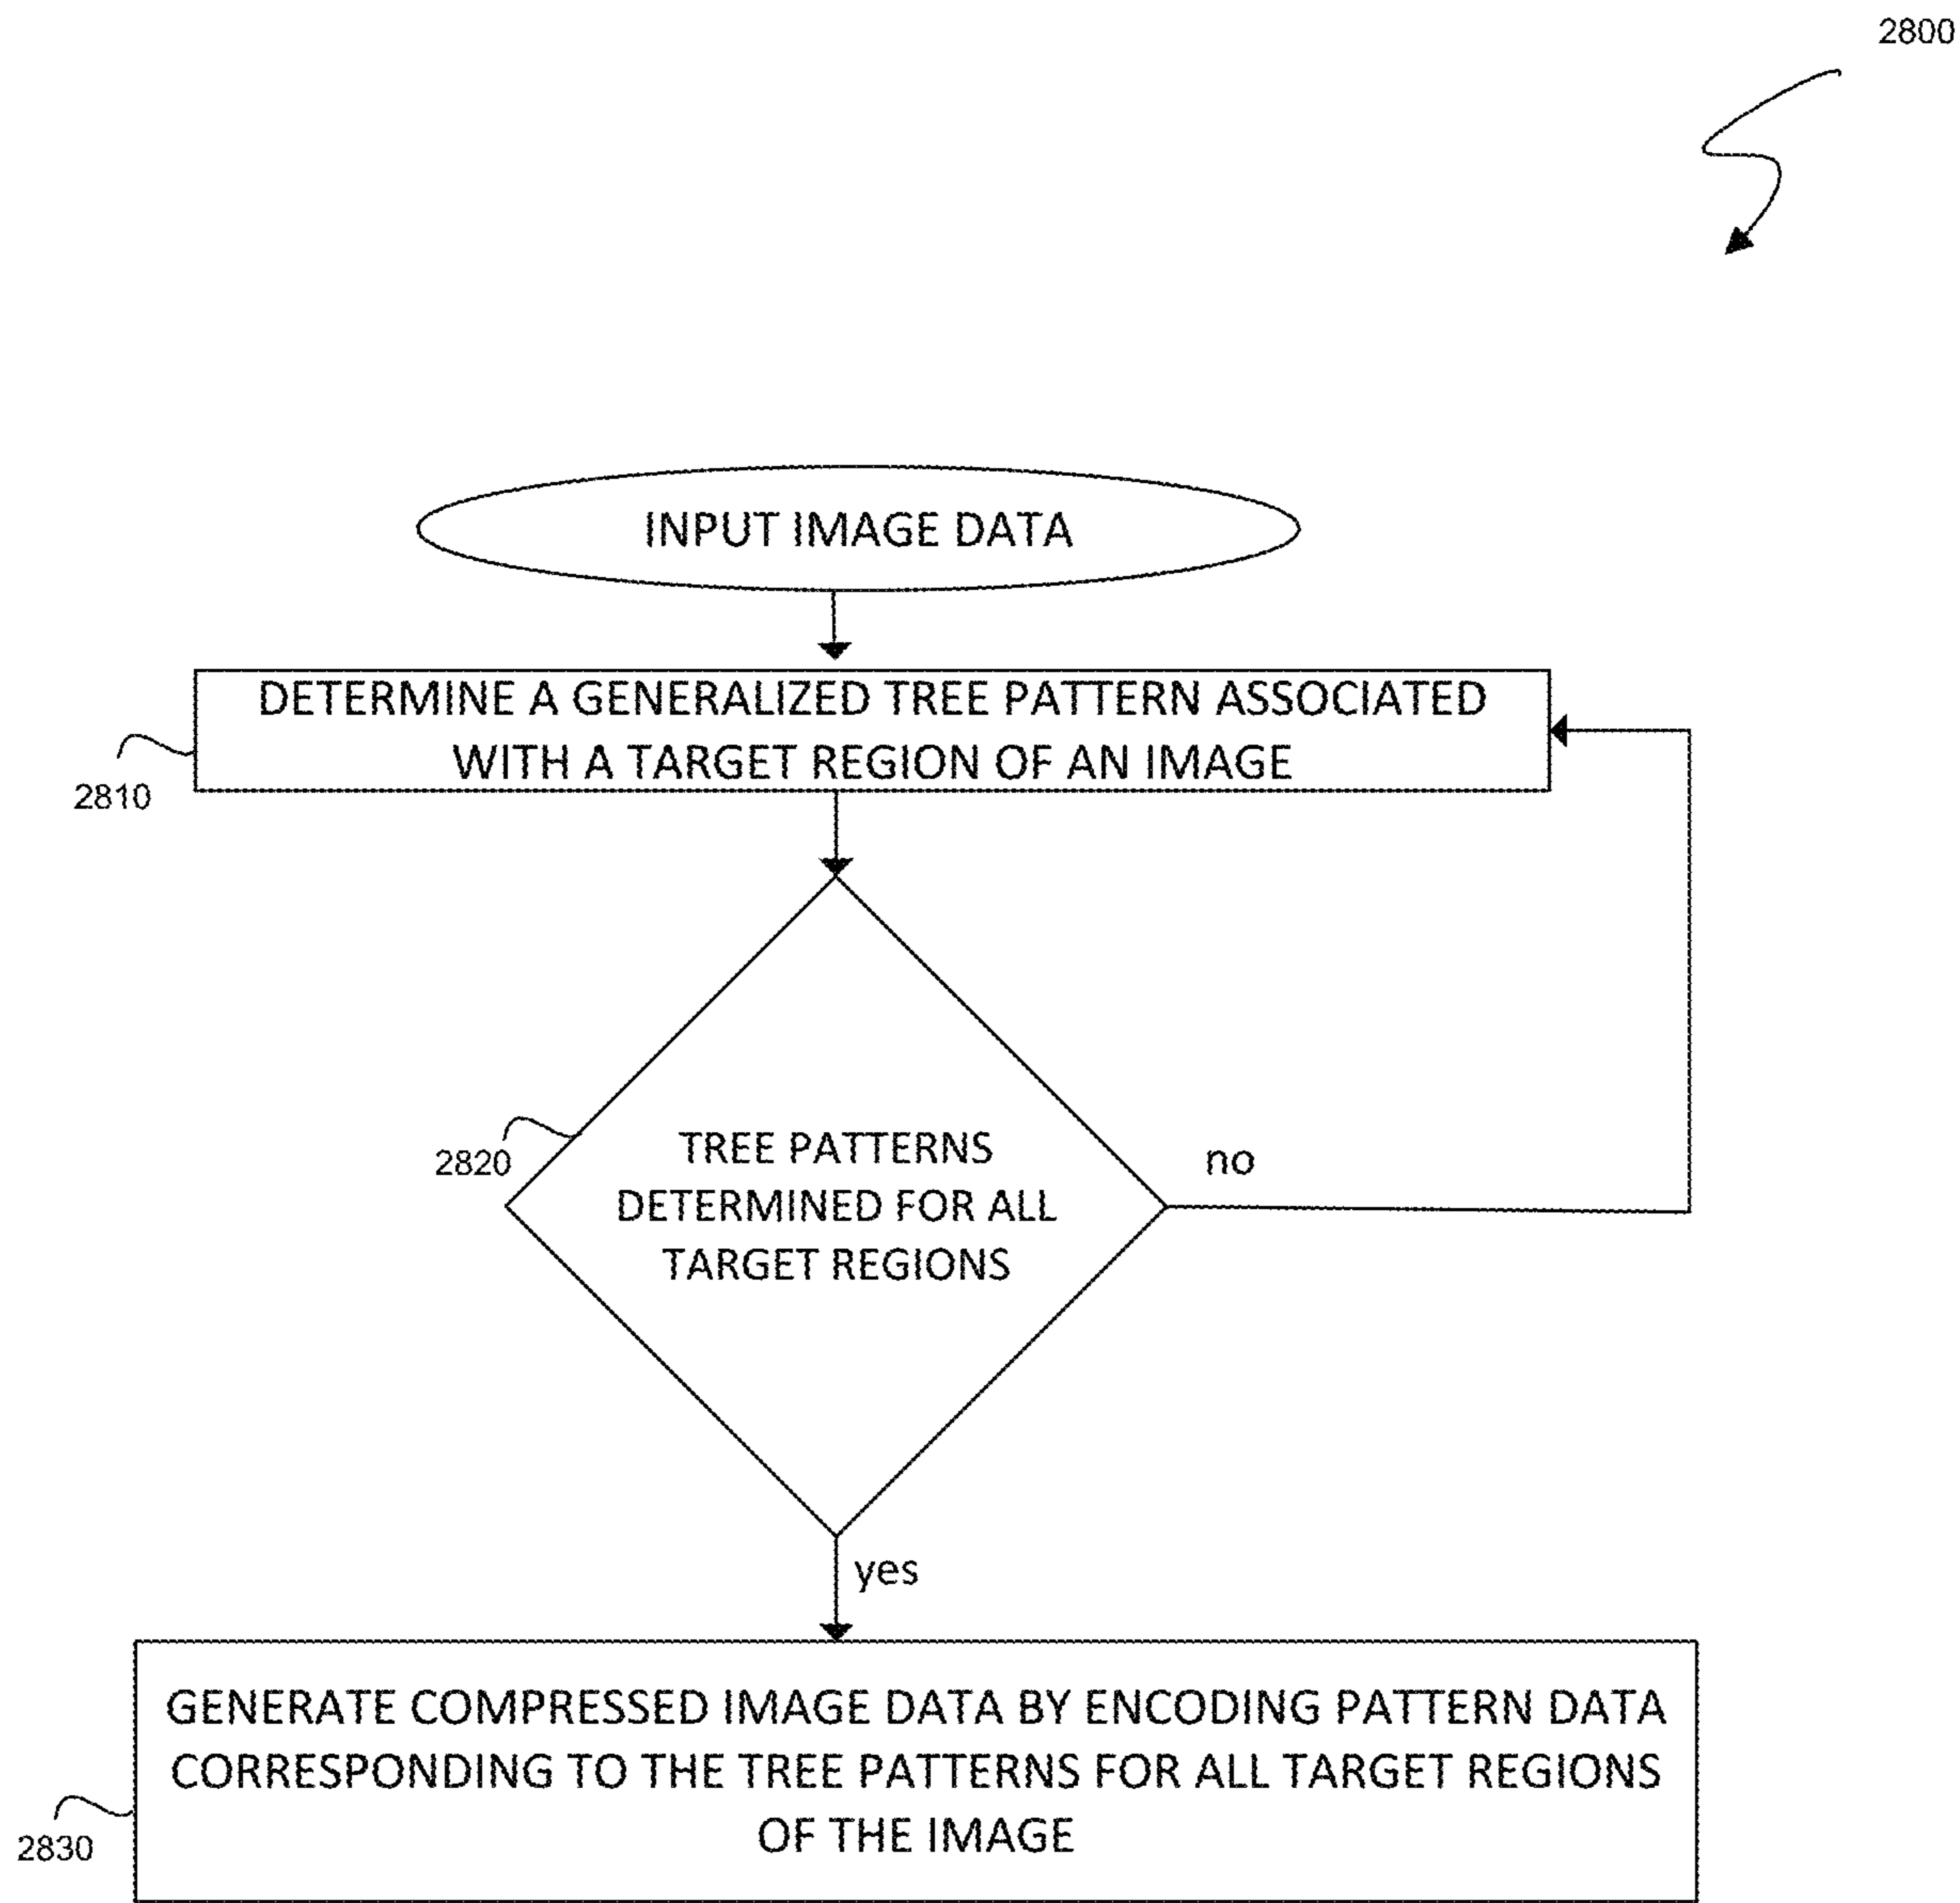 2800
INPUT IMAGE DATA
DETERMINE A GENERALIZED TREE PATTERN ASSOCIATED
WITH A TARGET REGION OF AN IMAGE
2810
2820
TREE PATTERNS
DETERMINED FOR ALL
TARGET REGIONS
no
yes
GENERATE COMPRESSED IMAGE DATA BY ENCODING PATTERN DATA
CORRESPONDING TO THE TREE PATTERNS FOR ALL TARGET REGIONS
OF THE IMAGE
2830